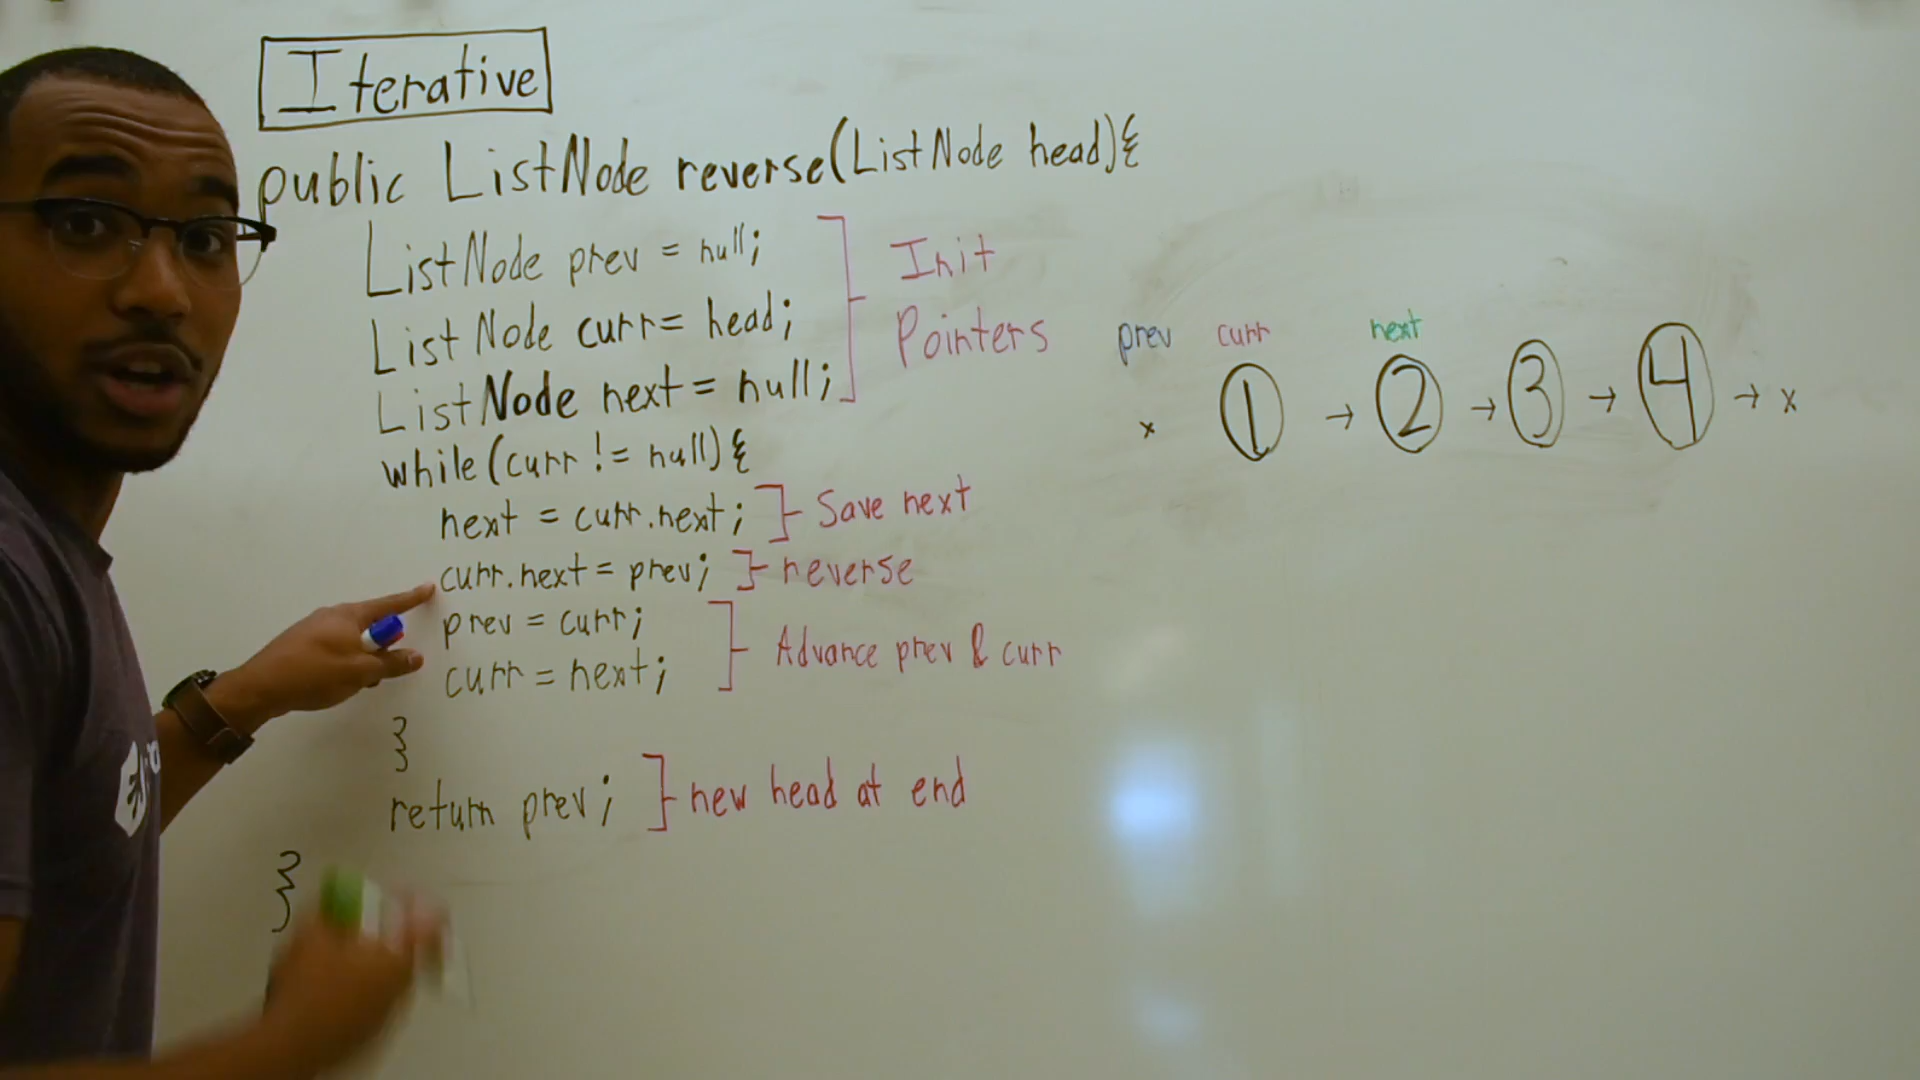 Iterative
public ListNode reverse(ListNode head){
ListNode prev = null;
ListNode curr= head;
ListNode next = null;
Init
Pointers
while(curr != null){
next = curr.next; Save next
curr.next = prev; reverse
prev = curr;
curr = next;
Advance prev & curr
}
return prev; new head at end
}
prev curr next
x 1 → 2 → 3 → 4 → x